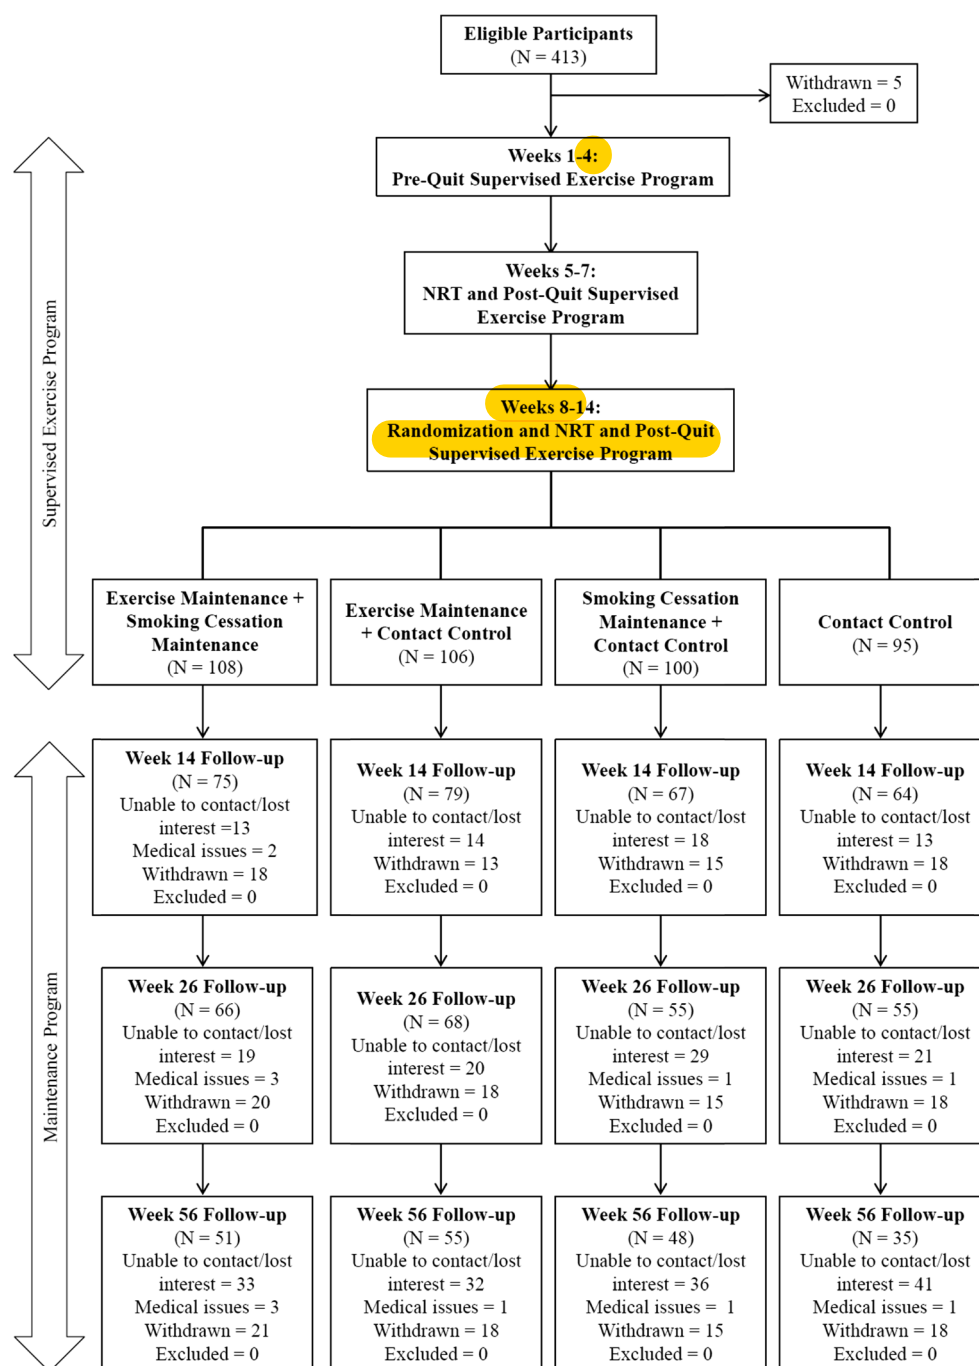 Eligible Participants
(N = 413)
Withdrawn = 5
Excluded = 0
Weeks 1-4:
Pre-Quit Supervised Exercise Program
Weeks 5-7:
NRT and Post-Quit Supervised
Exercise Program
Weeks 8-14:
Randomization and NRT and Post-Quit
Supervised Exercise Program
Supervised Exercise Program
Exercise Maintenance +
Smoking Cessation
Maintenance
(N = 108)
Exercise Maintenance
+ Contact Control
(N = 106)
Smoking Cessation
Maintenance +
Contact Control
(N = 100)
Contact Control
(N = 95)
Maintenance Program
Week 14 Follow-up
(N = 75)
Unable to contact/lost
interest =13
Medical issues = 2
Withdrawn = 18
Excluded = 0
Week 14 Follow-up
(N = 79)
Unable to contact/lost
interest = 14
Withdrawn = 13
Excluded = 0
Week 14 Follow-up
(N = 67)
Unable to contact/lost
interest = 18
Withdrawn = 15
Excluded = 0
Week 14 Follow-up
(N = 64)
Unable to contact/lost
interest = 13
Withdrawn = 18
Excluded = 0
Week 26 Follow-up
(N = 66)
Unable to contact/lost
interest = 19
Medical issues = 3
Withdrawn = 20
Excluded = 0
Week 26 Follow-up
(N = 68)
Unable to contact/lost
interest = 20
Withdrawn = 18
Excluded = 0
Week 26 Follow-up
(N = 55)
Unable to contact/lost
interest = 29
Medical issues = 1
Withdrawn = 15
Excluded = 0
Week 26 Follow-up
(N = 55)
Unable to contact/lost
interest = 21
Medical issues = 1
Withdrawn = 18
Excluded = 0
Week 56 Follow-up
(N = 51)
Unable to contact/lost
interest = 33
Medical issues = 3
Withdrawn = 21
Excluded = 0
Week 56 Follow-up
(N = 55)
Unable to contact/lost
interest = 32
Medical issues = 1
Withdrawn = 18
Excluded = 0
Week 56 Follow-up
(N = 48)
Unable to contact/lost
interest = 36
Medical issues = 1
Withdrawn = 15
Excluded = 0
Week 56 Follow-up
(N = 35)
Unable to contact/lost
interest = 41
Medical issues = 1
Withdrawn = 18
Excluded = 0